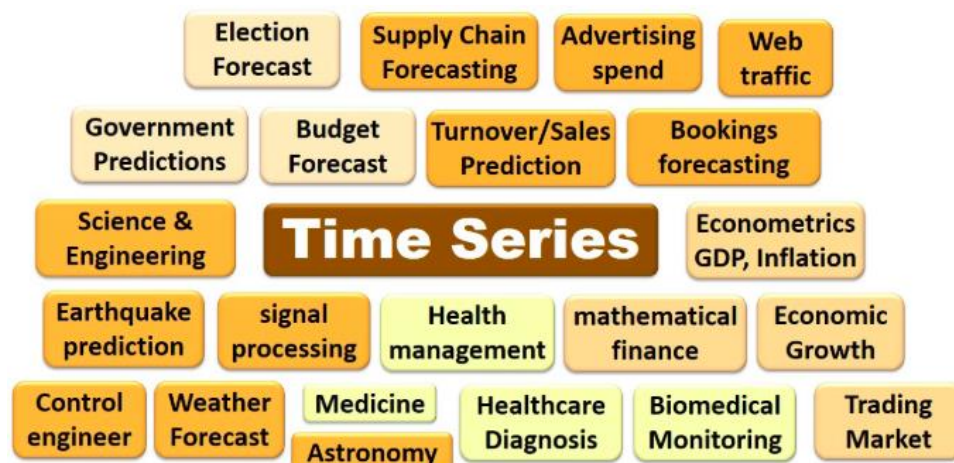 Election
Forecast
Supply Chain
Forecasting
Advertising
spend
Web
traffic
Government
Predictions
Budget
Forecast
Turnover/Sales
Prediction
Bookings
forecasting
Science &
Engineering
Time Series
Econometrics
GDP, Inflation
Earthquake
prediction
signal
processing
Health
management
mathematical
finance
Economic
Growth
Control
engineer
Weather
Forecast
Medicine
Astronomy
Healthcare
Diagnosis
Biomedical
Monitoring
Trading
Market